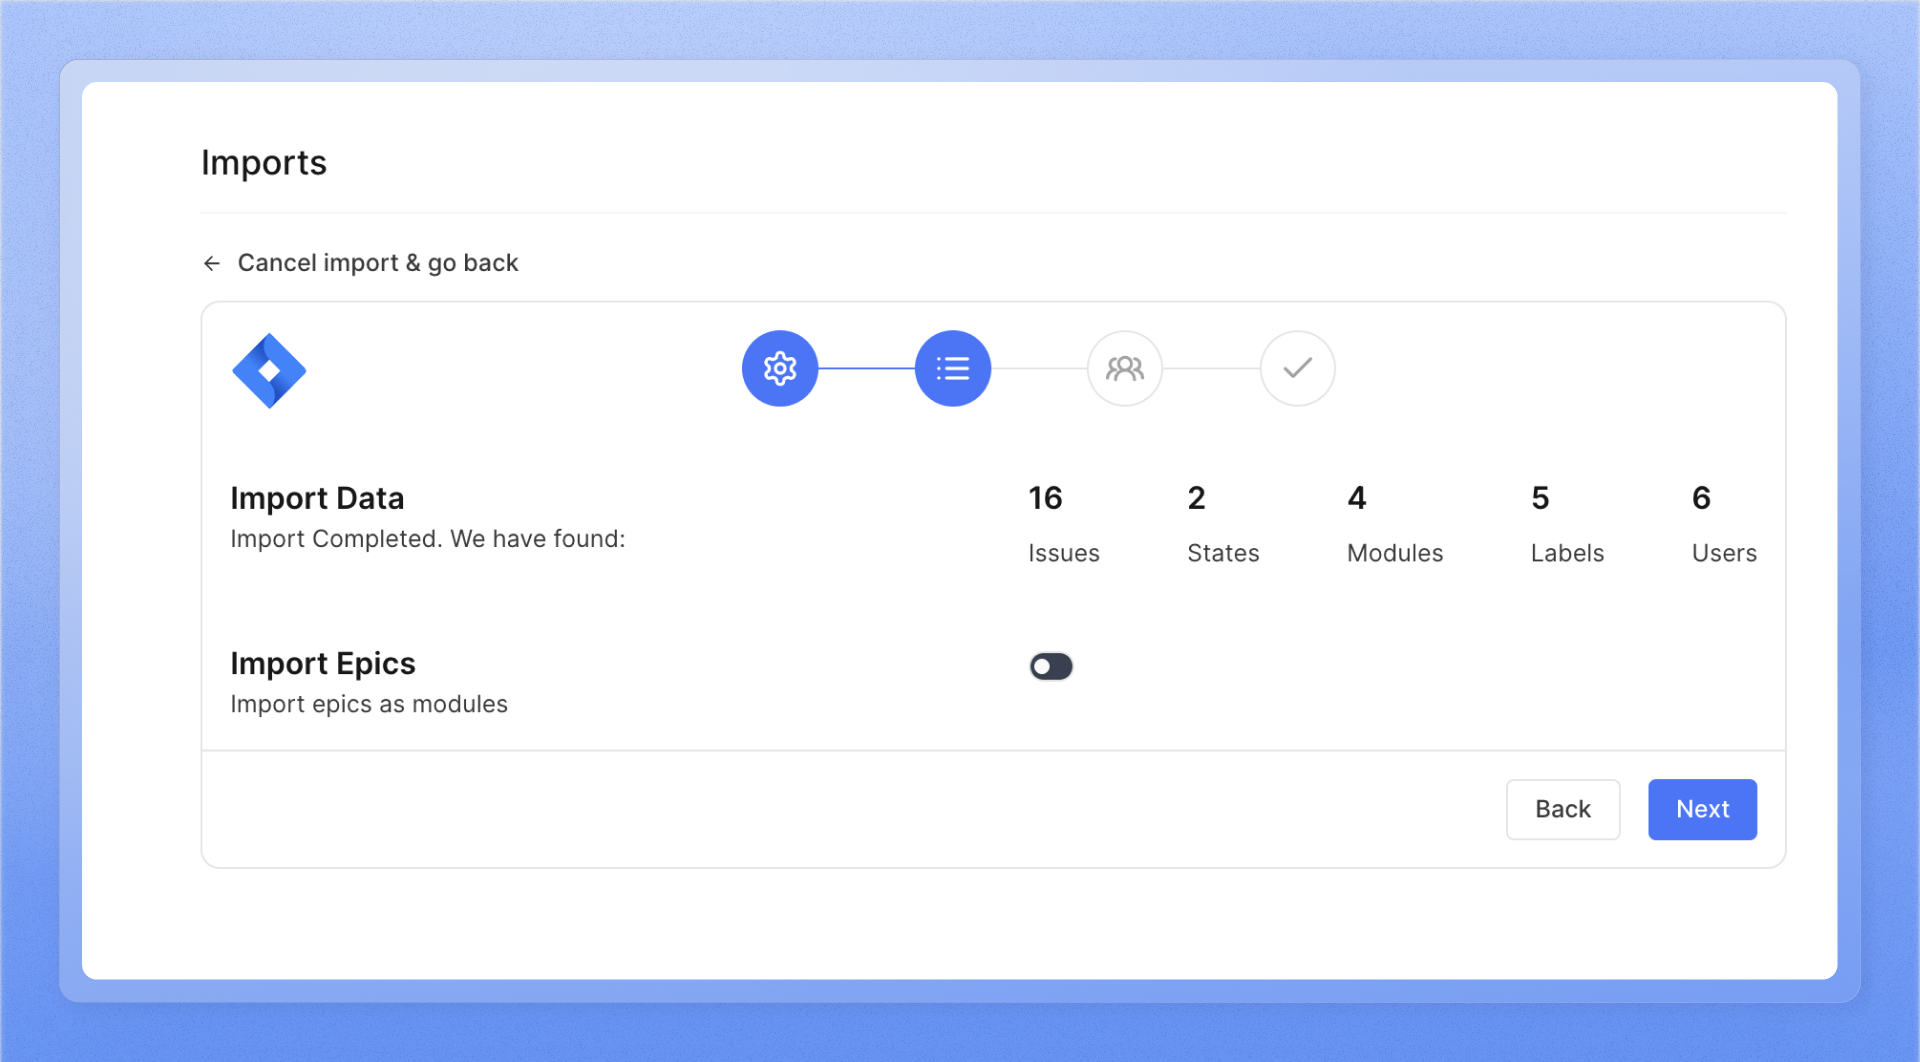 Imports
Cancel import & go back
Import Data
Import Completed. We have found:
16
Issues
2
States
4
Modules
5
Labels
6
Users
Import Epics
Import epics as modules
Back
Next